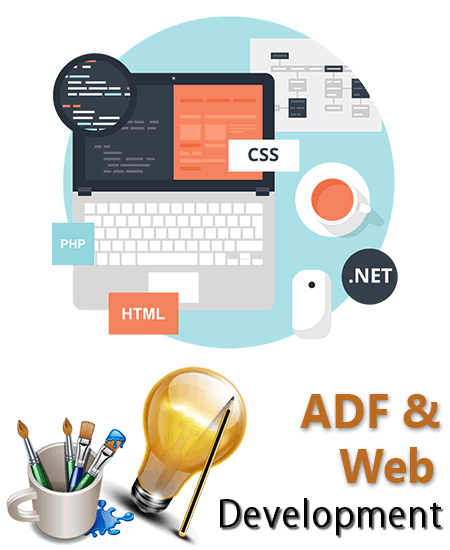 CSS
PHP
.NET
HTML
ADF &
Web
Development